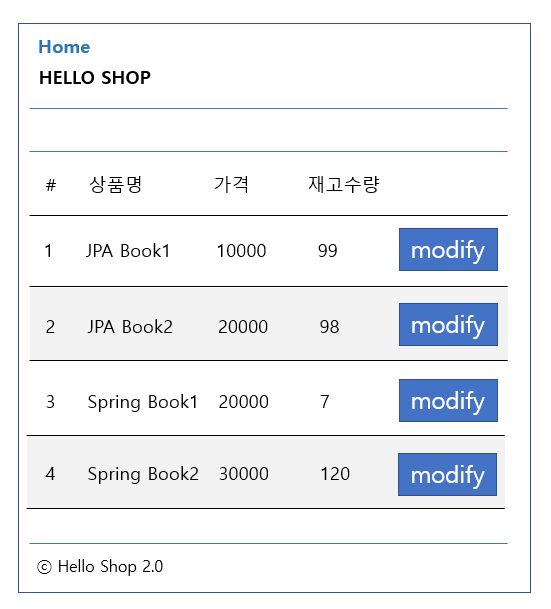 Home
HELLO SHOP
# 상품명 가격 재고수량
1 JPA Book1 10000 99 modify
2 JPA Book2 20000 98 modify
3 Spring Book1 20000 7 modify
4 Spring Book2 30000 120 modify
ⓒ Hello Shop 2.0